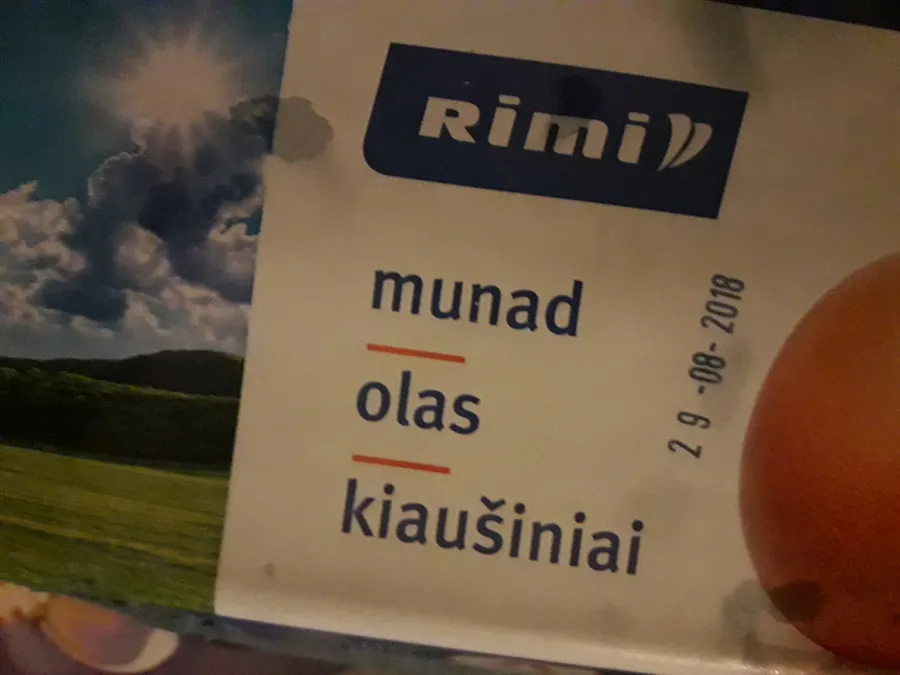 Rimi
munad
olas
kiaušiniai
29-08-2018